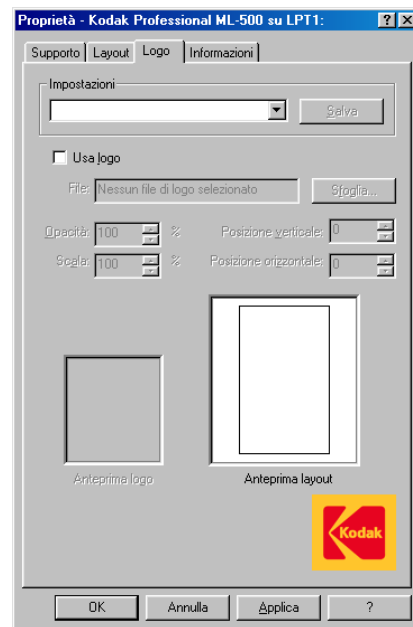 Proprietà - Kodak Professional ML-500 su LPT1:
Supporto Layout Logo Informazioni
Impostazioni
Salva
Usa logo
File: Nessun file di logo selezionato Sfoglia...
Opacità: 100 % Posizione verticale: 0
Scala: 100 % Posizione orizzontale: 0
Anteprima logo Anteprima layout
Kodak
OK Annulla Applica ?